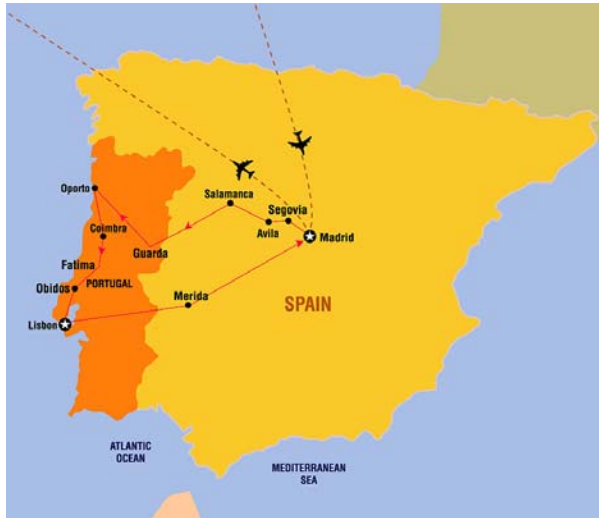 Salamanca
Oporto
Segovia
Coimbra
Avila
Madrid
Guarda
Fatima
PORTUGAL
Obidos
Merida
SPAIN
Lisbon
ATLANTIC
OCEAN
MEDITERRANEAN
SEA